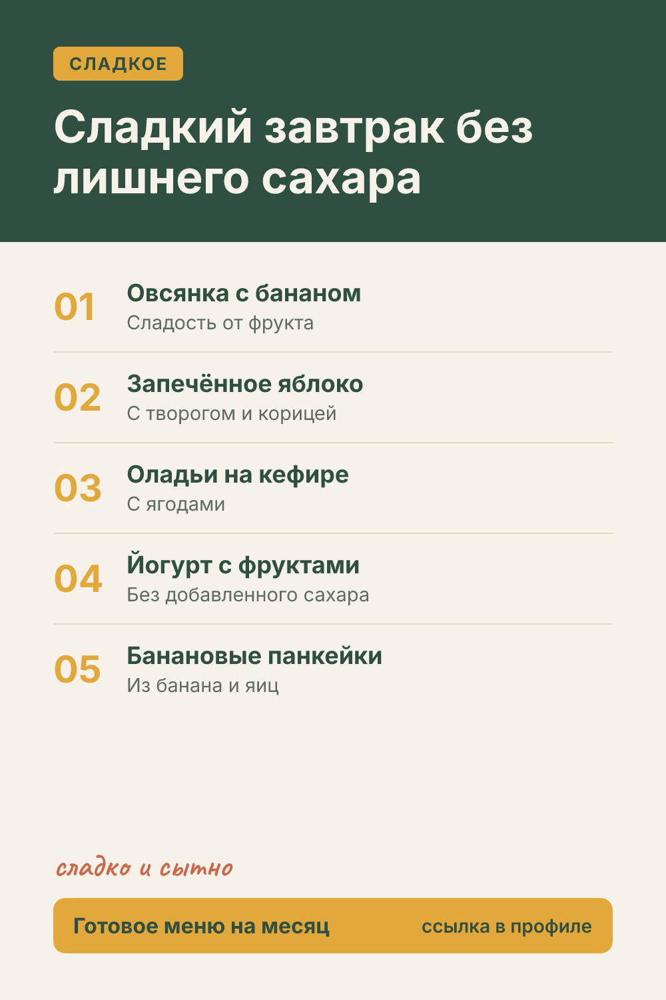 СЛАДКОЕ
Сладкий завтрак без
лишнего сахара
01
Овсянка с бананом
Сладость от фрукта
02
Запечённое яблоко
С творогом и корицей
03
Оладьи на кефире
С ягодами
04
Йогурт с фруктами
Без добавленного сахара
05
Банановые панкейки
Из банана и яиц
сладко и сытно
Готовое меню на месяц ссылка в профиле